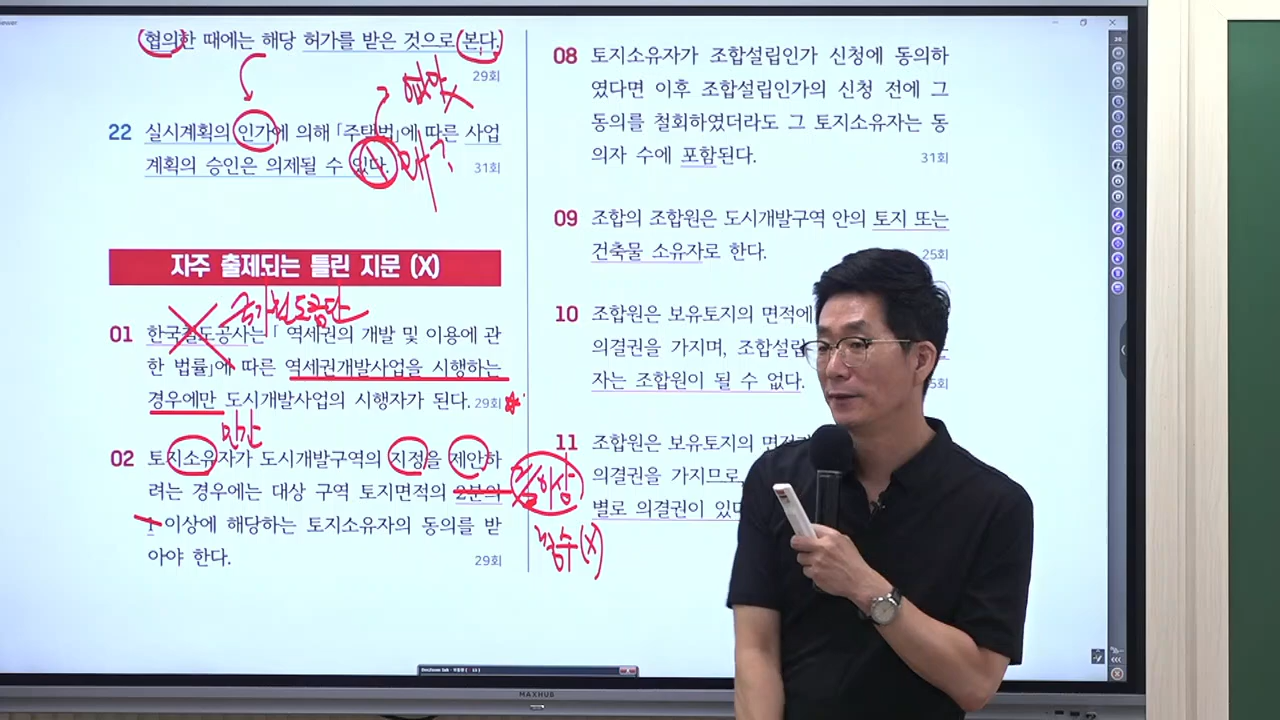 협의한 때에는 해당 허가를 받은 것으로 본다.
29회
없앴
22 실시계획의 인가에 의해 「주택법」에 따른 사업
계획의 승인은 의제될 수 있다. 31회
왜?
자주 출제되는 틀린 지문 (X)
국가철도공단
01 한국철도공사는 「역세권의 개발 및 이용에 관
한 법률」에 따른 역세권개발사업을 시행하는
경우에만 도시개발사업의 시행자가 된다. 29회
민간
02 토지소유자가 도시개발구역의 지정을 제안하
려는 경우에는 대상 구역 토지면적의 2분의
1 이상에 해당하는 토지소유자의 동의를 받
아야 한다. 29회
(X)
08 토지소유자가 조합설립인가 신청에 동의하
였다면 이후 조합설립인가의 신청 전에 그
동의를 철회하였더라도 그 토지소유자는 동
의자 수에 포함된다. 31회
09 조합의 조합원은 도시개발구역 안의 토지 또는
건축물 소유자로 한다. 25회
10 조합원은 보유토지의 면적에
의결권을 가지며, 조합설립
자는 조합원이 될 수 없다.
11 조합원은 보유토지의
의결권을 가지므로,
별로 의결권이
MAXHUB